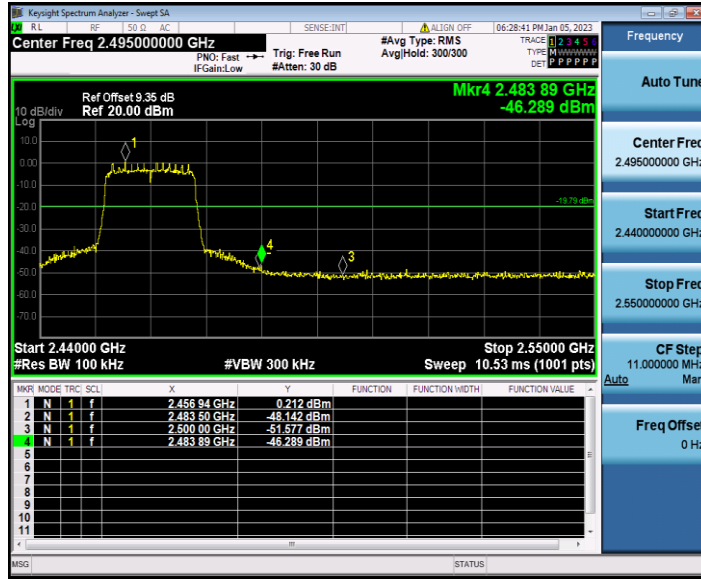 Keysight Spectrum Analyzer - Swept SA
RL RF 50 Ω AC SENSE:INT ALIGN OFF 06:28:41 PM Jan 05, 2023
Center Freq 2.495000000 GHz
PNO: Fast
IFGain:Low
Trig: Free Run
#Atten: 30 dB
#Avg Type: RMS
Avg|Hold: 300/300
TRACE 1 2 3 4 5 6
TYPE M
DET P P P P P P
Frequency
Auto Tune
Center Freq
2.495000000 GHz
Start Freq
2.440000000 GHz
Stop Freq
2.550000000 GHz
CF Step
11.000000 MHz
Auto Man
Freq Offset
0 Hz
Mkr4 2.483 89 GHz
-46.289 dBm
Ref Offset 9.35 dB
10 dB/div Ref 20.00 dBm
Log
10.0
0.00
-10.0
-20.0
-30.0
-40.0
-50.0
-60.0
-70.0
1
4
3
-19.79 dBm
Start 2.44000 GHz Stop 2.55000 GHz
#Res BW 100 kHz #VBW 300 kHz Sweep 10.53 ms (1001 pts)
MKR MODE TRC SCL X Y FUNCTION FUNCTION WIDTH FUNCTION VALUE
1 N 1 f 2.456 94 GHz 0.212 dBm
2 N 1 f 2.483 50 GHz -48.142 dBm
3 N 1 f 2.500 00 GHz -51.577 dBm
4 N 1 f 2.483 89 GHz -46.289 dBm
5
6
7
8
9
10
11
MSG STATUS